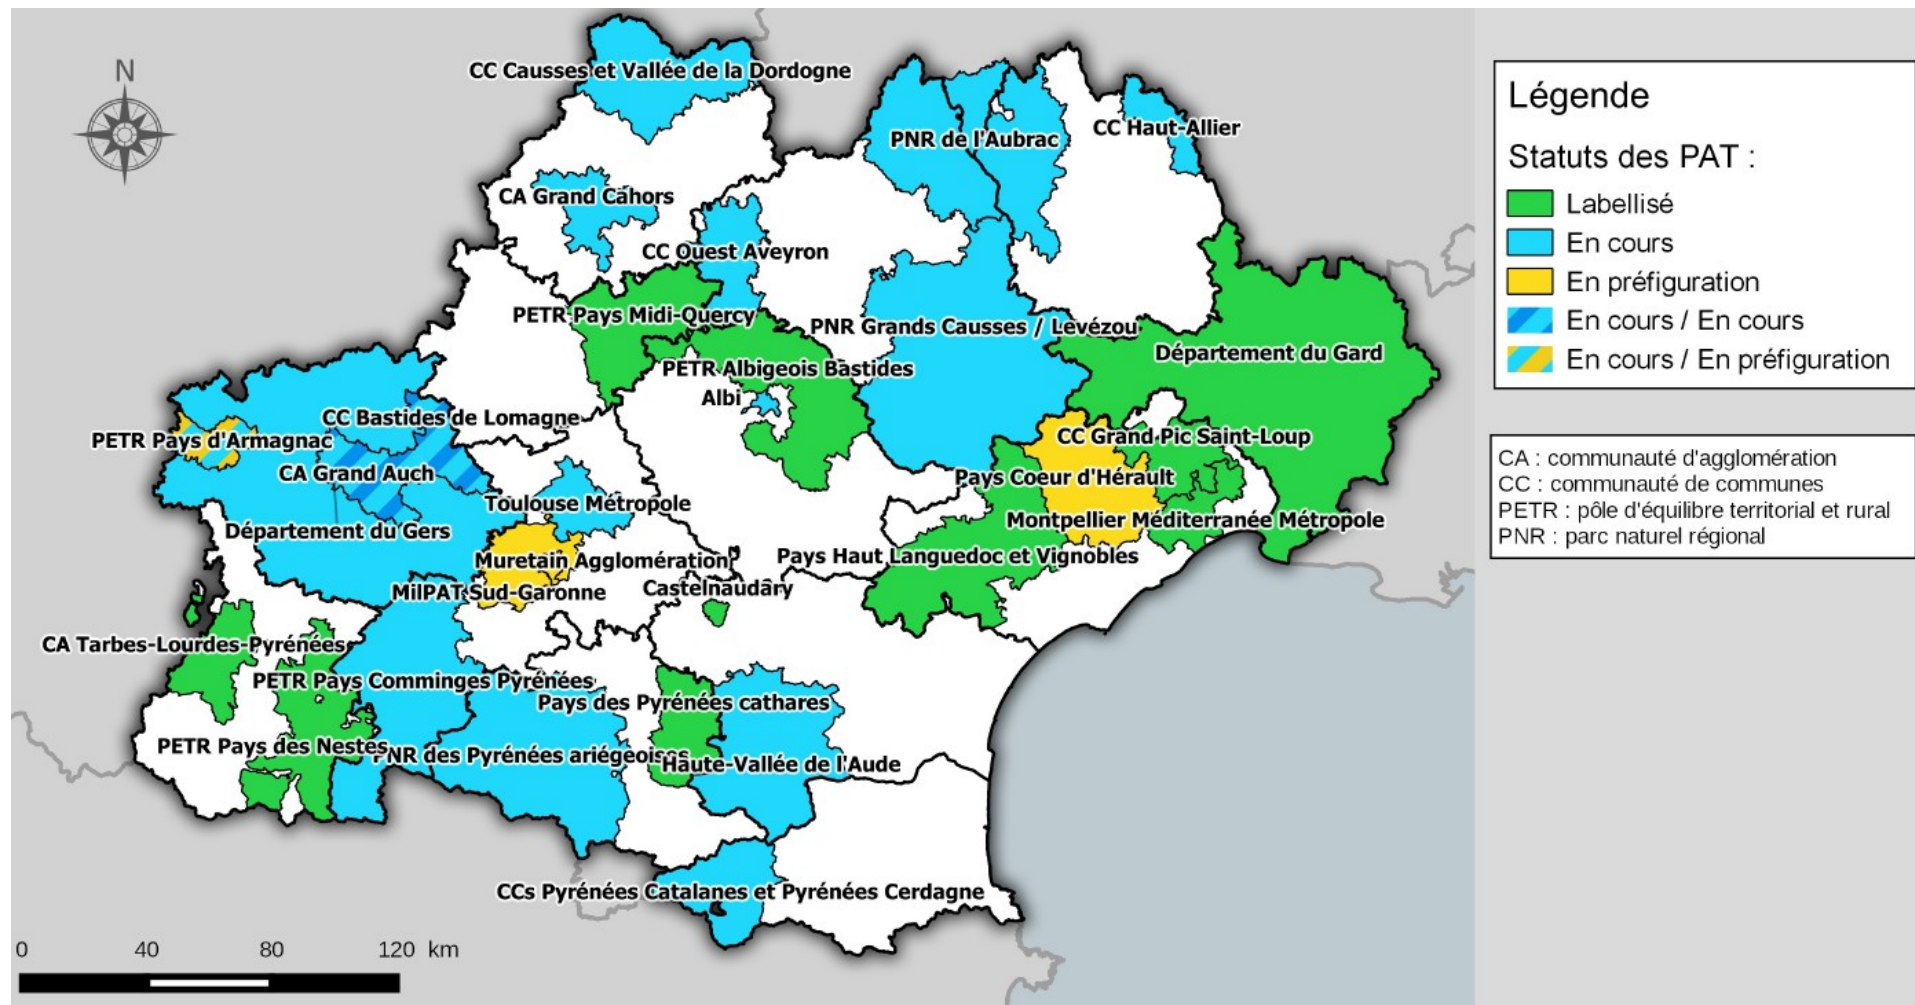 N
CC Causses et Vallée de la Dordogne
PNR de l'Aubrac
CC Haut-Allier
CA Grand Cahors
CC Ouest Aveyron
PETR Pays Midi-Quercy
PNR Grands Causses / Levézou
Département du Gard
PETR Albigeois Bastides
Albi
CC Bastides de Lomagne
PETR Pays d'Armagnac
CC Grand Pic Saint-Loup
CA Grand Auch
Pays Coeur d'Hérault
Toulouse Métropole
Montpellier Méditerranée Métropole
Département du Gers
Muretain Agglomération
Pays Haut Languedoc et Vignobles
MilPAT Sud-Garonne
Castelnaudary
CA Tarbes-Lourdes-Pyrénées
PETR Pays Comminges Pyrénées
Pays des Pyrénées cathares
PETR Pays des Nestes
PNR des Pyrénées ariégeoises
Haute-Vallée de l'Aude
CCs Pyrénées Catalanes et Pyrénées Cerdagne
0 40 80 120 km
Légende
Statuts des PAT :
Labellisé
En cours
En préfiguration
En cours / En cours
En cours / En préfiguration
CA : communauté d'agglomération
CC : communauté de communes
PETR : pôle d'équilibre territorial et rural
PNR : parc naturel régional